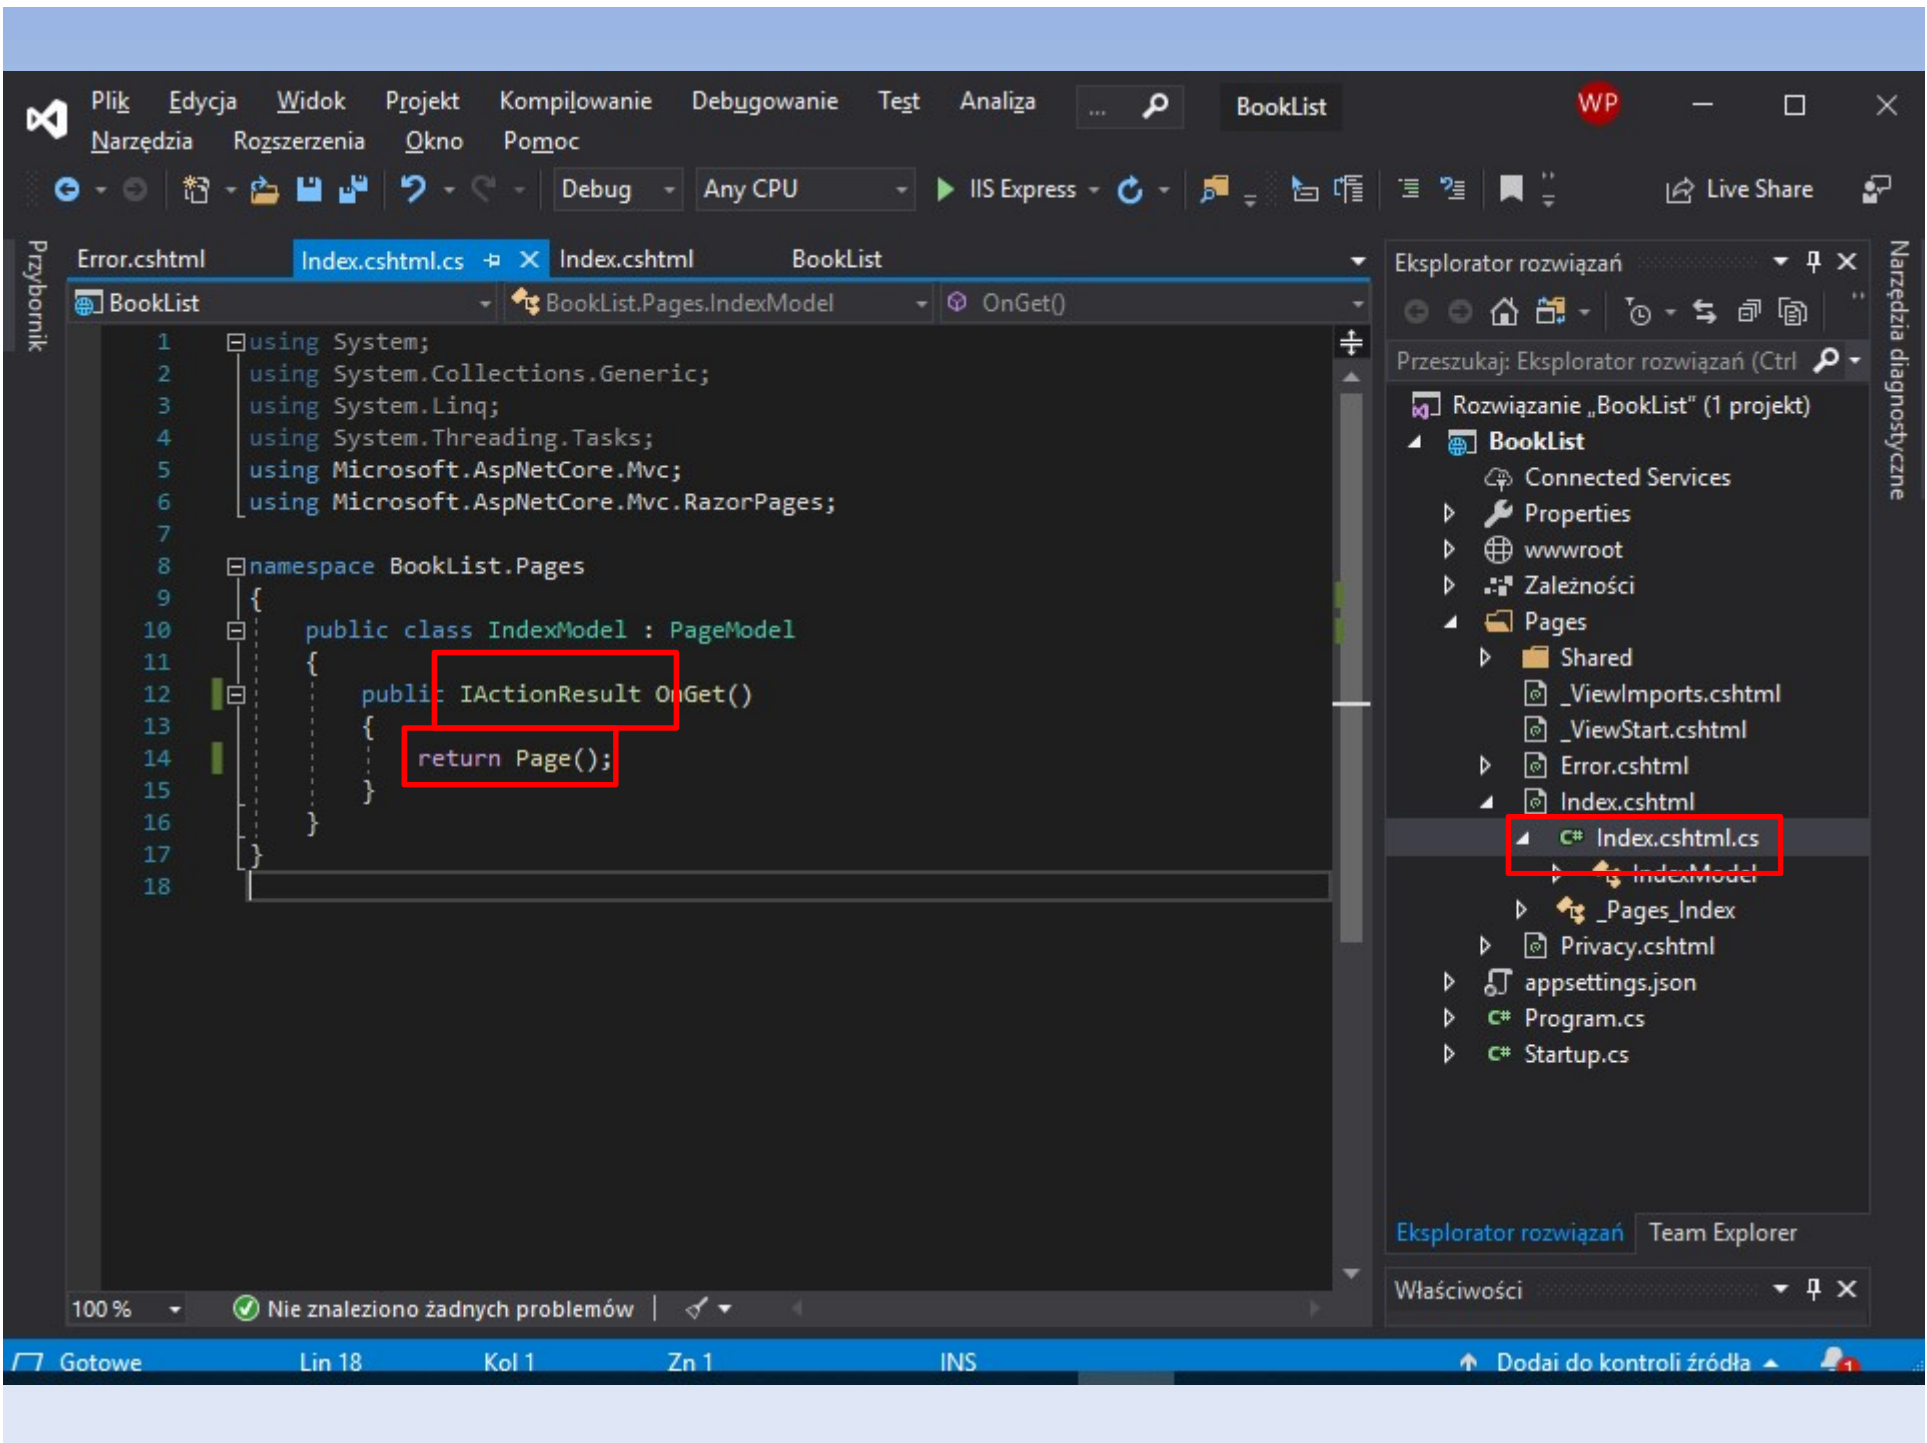 Plik Edycja Widok Projekt Kompilowanie Debugowanie Test Analiza ... BookList WP
Narzędzia Rozszerzenia Okno Pomoc
Debug Any CPU IIS Express Live Share
Przybornik
Error.cshtml Index.cshtml.cs Index.cshtml BookList
BookList BookList.Pages.IndexModel OnGet()
1 using System;
2 using System.Collections.Generic;
3 using System.Linq;
4 using System.Threading.Tasks;
5 using Microsoft.AspNetCore.Mvc;
6 using Microsoft.AspNetCore.Mvc.RazorPages;
7
8 namespace BookList.Pages
9 {
10 public class IndexModel : PageModel
11 {
12 public IActionResult OnGet()
13 {
14 return Page();
15 }
16 }
17 }
18
100 % Nie znaleziono żadnych problemów
Eksplorator rozwiązań
Przeszukaj: Eksplorator rozwiązań (Ctrl
Rozwiązanie „BookList" (1 projekt)
BookList
Connected Services
Properties
wwwroot
Zależności
Pages
Shared
_ViewImports.cshtml
_ViewStart.cshtml
Error.cshtml
Index.cshtml
C# Index.cshtml.cs
IndexModel
_Pages_Index
Privacy.cshtml
appsettings.json
C# Program.cs
C# Startup.cs
Eksplorator rozwiązań Team Explorer
Właściwości
Narzędzia diagnostyczne
Gotowe Lin 18 Kol 1 Zn 1 INS Dodaj do kontroli źródła 1